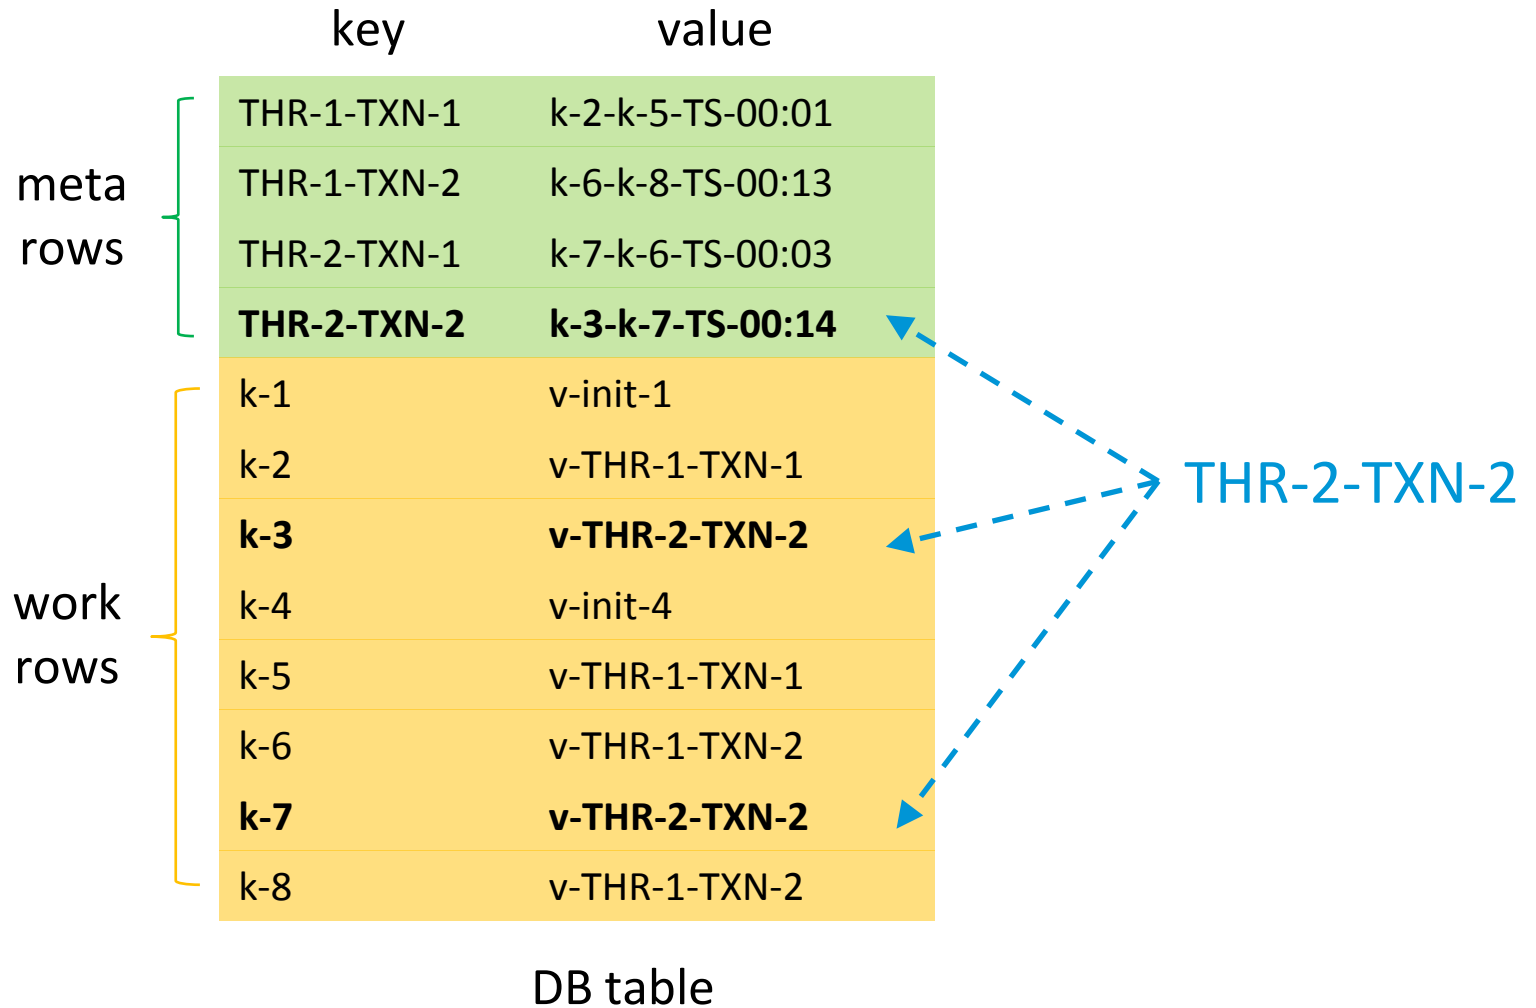 key value
THR-1-TXN-1 k-2-k-5-TS-00:01
THR-1-TXN-2 k-6-k-8-TS-00:13
THR-2-TXN-1 k-7-k-6-TS-00:03
THR-2-TXN-2 k-3-k-7-TS-00:14
meta
rows
k-1 v-init-1
k-2 v-THR-1-TXN-1
k-3 v-THR-2-TXN-2
k-4 v-init-4
k-5 v-THR-1-TXN-1
k-6 v-THR-1-TXN-2
k-7 v-THR-2-TXN-2
k-8 v-THR-1-TXN-2
work
rows
THR-2-TXN-2
DB table